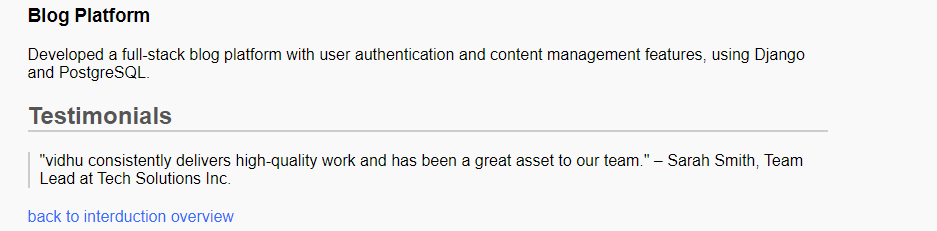 Blog Platform
Developed a full-stack blog platform with user authentication and content management features, using Django
and PostgreSQL.
Testimonials
"vidhu consistently delivers high-quality work and has been a great asset to our team." – Sarah Smith, Team
Lead at Tech Solutions Inc.
back to interduction overview